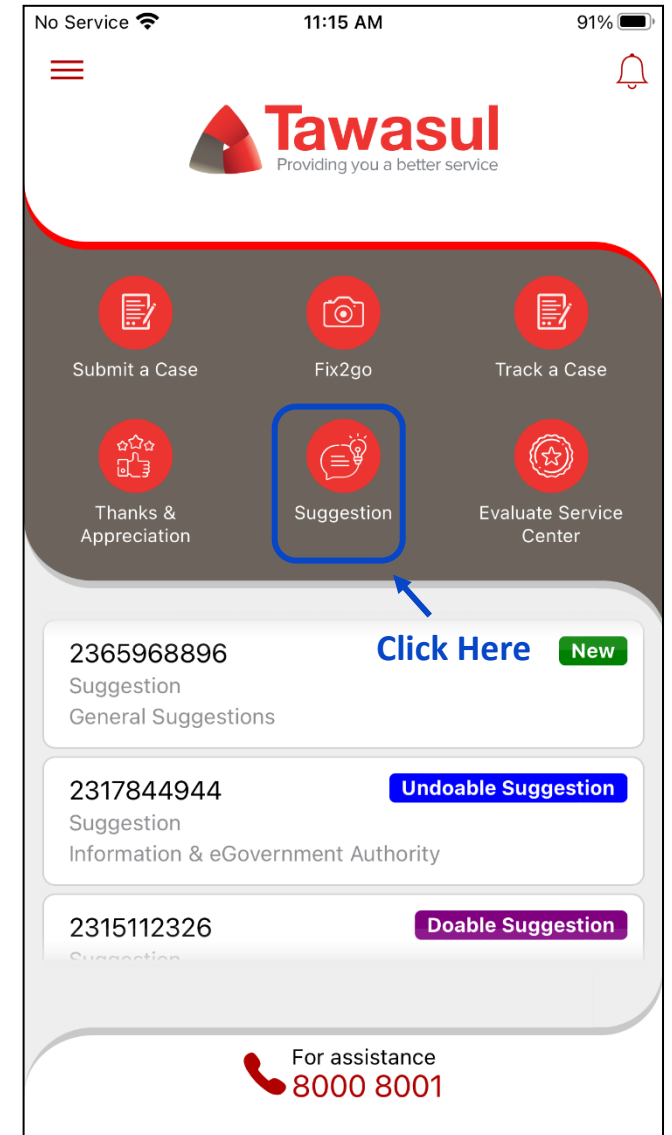 No Service 11:15 AM 91%
Tawasul
Providing you a better service
Submit a Case Fix2go Track a Case
Thanks & Appreciation
Suggestion
Evaluate Service Center
Click Here
2365968896 New
Suggestion
General Suggestions
2317844944 Undoable Suggestion
Suggestion
Information & eGovernment Authority
2315112326 Doable Suggestion
Suggestion
For assistance
8000 8001